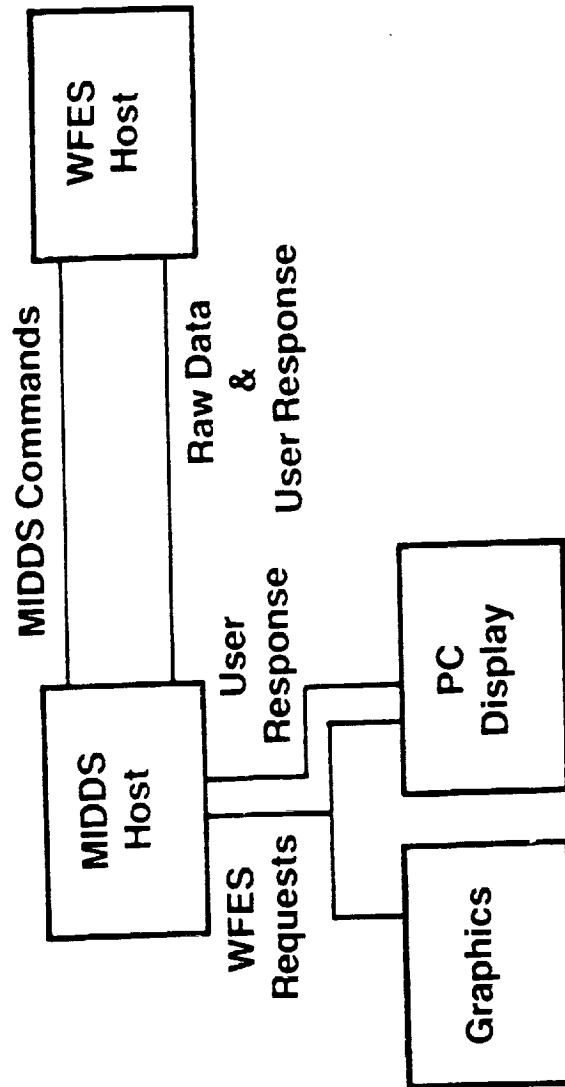 MIDDS Commands
MIDDS
Host
WFES
Host
Raw Data
&
User Response
WFES
Requests
User
Response
Graphics
PC
Display